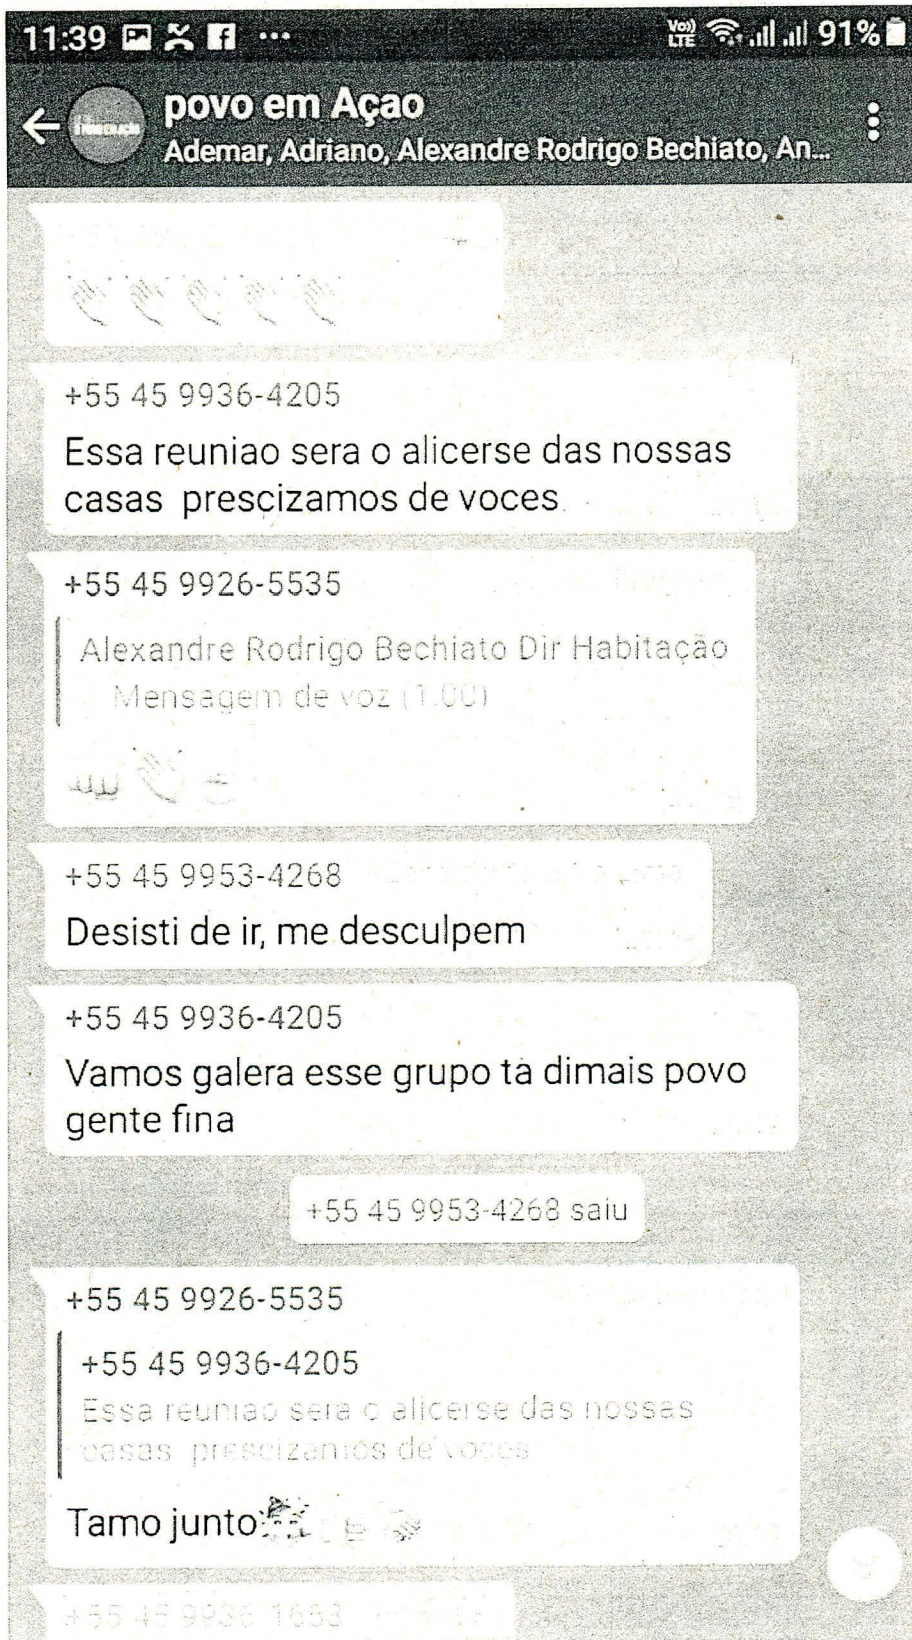 11:39 ... Vo)) LTE 91%
povo em Açao
Ademar, Adriano, Alexandre Rodrigo Bechiato, An...
+55 45 9936-4205
Essa reuniao sera o alicerse das nossas
casas prescizamos de voces
+55 45 9926-5535
Alexandre Rodrigo Bechiato Dir Habitação
Mensagem de voz (1:00)
+55 45 9953-4268
Desisti de ir, me desculpem
+55 45 9936-4205
Vamos galera esse grupo ta dimais povo
gente fina
+55 45 9953-4268 saiu
+55 45 9926-5535
+55 45 9936-4205
Essa reuniao sera o alicerse das nossas
casas prescizamos de voces
Tamo junto